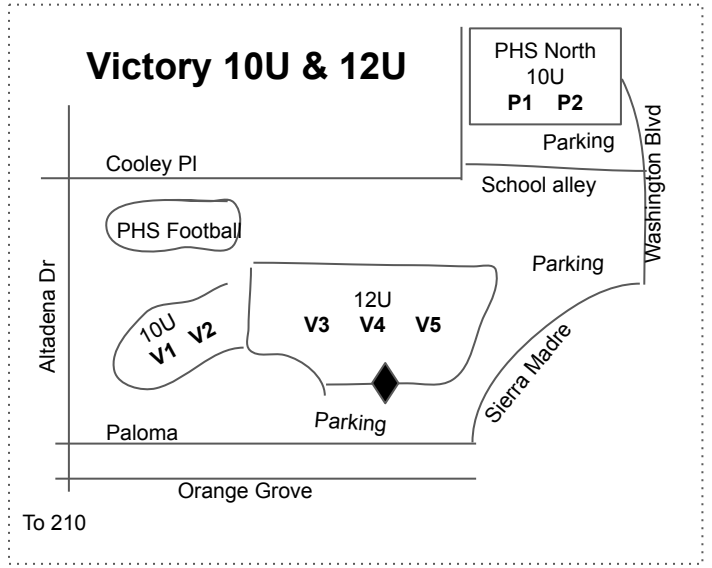 Victory 10U & 12U
PHS North
10U
P1 P2
Parking
Washington Blvd
Cooley Pl
School alley
PHS Football
Parking
Altadena Dr
12U
V3 V4 V5
10U
V1 V2
Sierra Madre
Parking
Paloma
Orange Grove
To 210